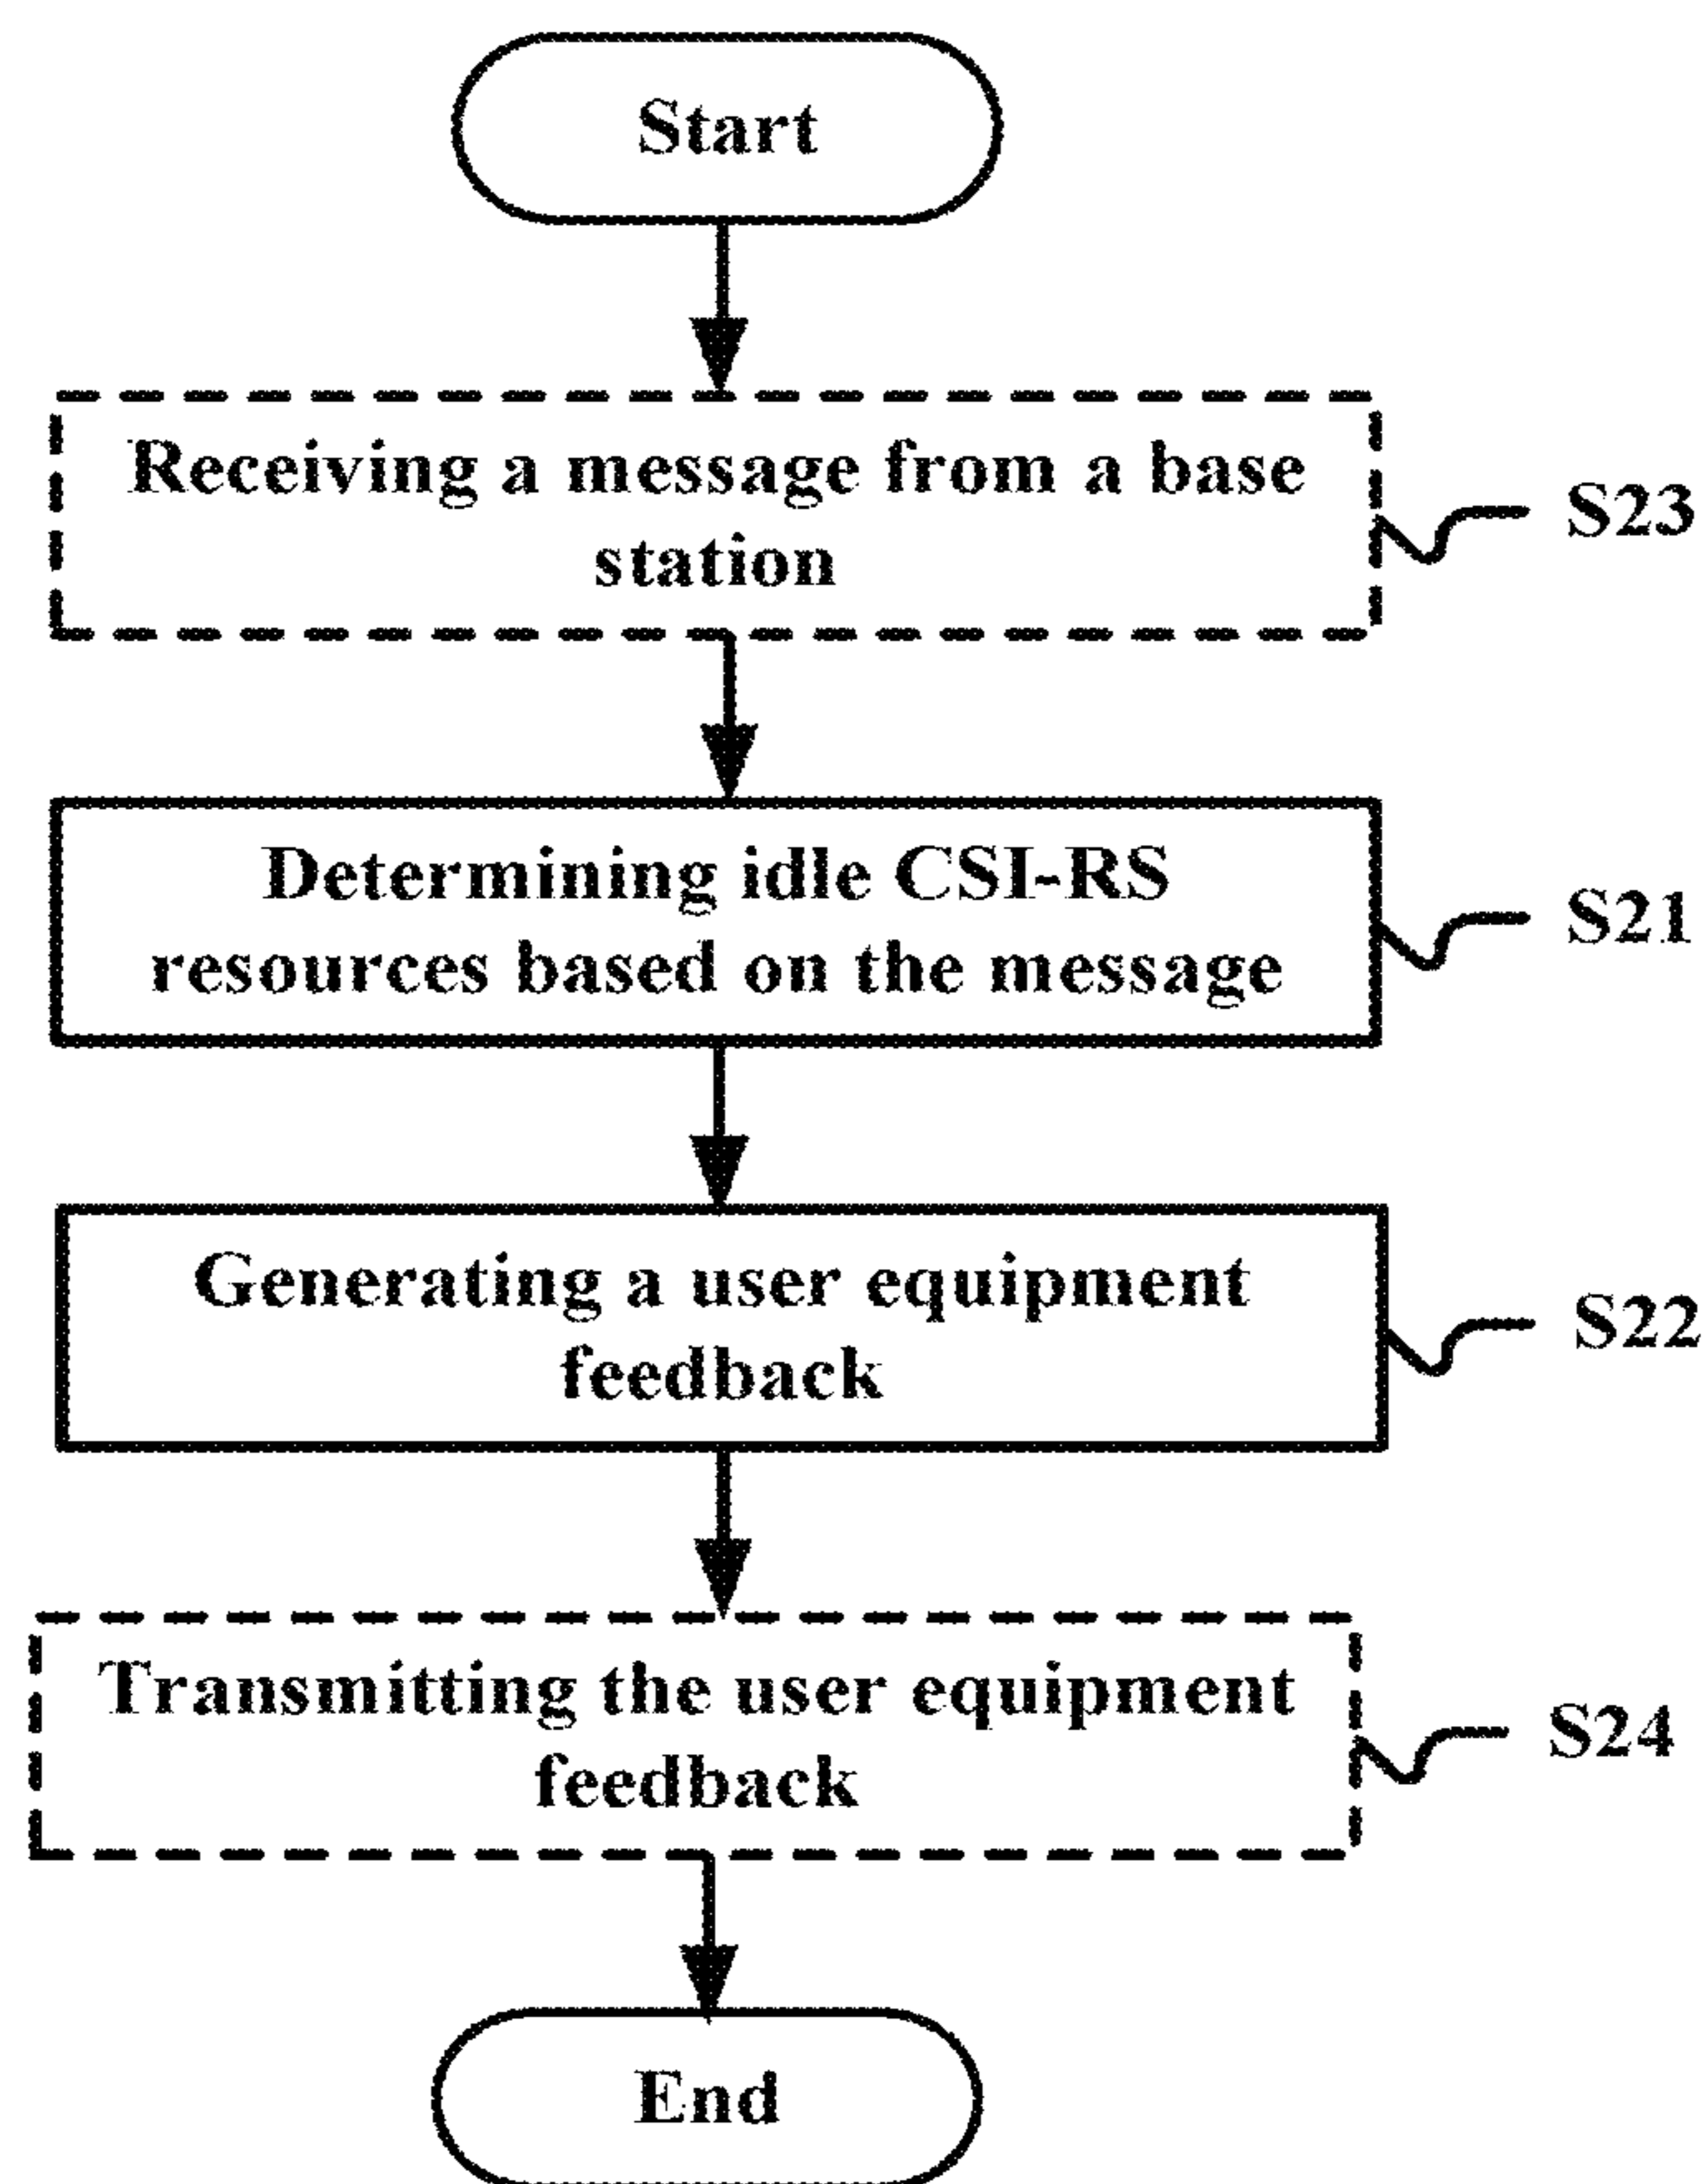 Start
Receiving a message from a base
station
S23
Determining idle CSI-RS
resources based on the message
S21
Generating a user equipment
feedback
S22
Transmitting the user equipment
feedback
S24
End